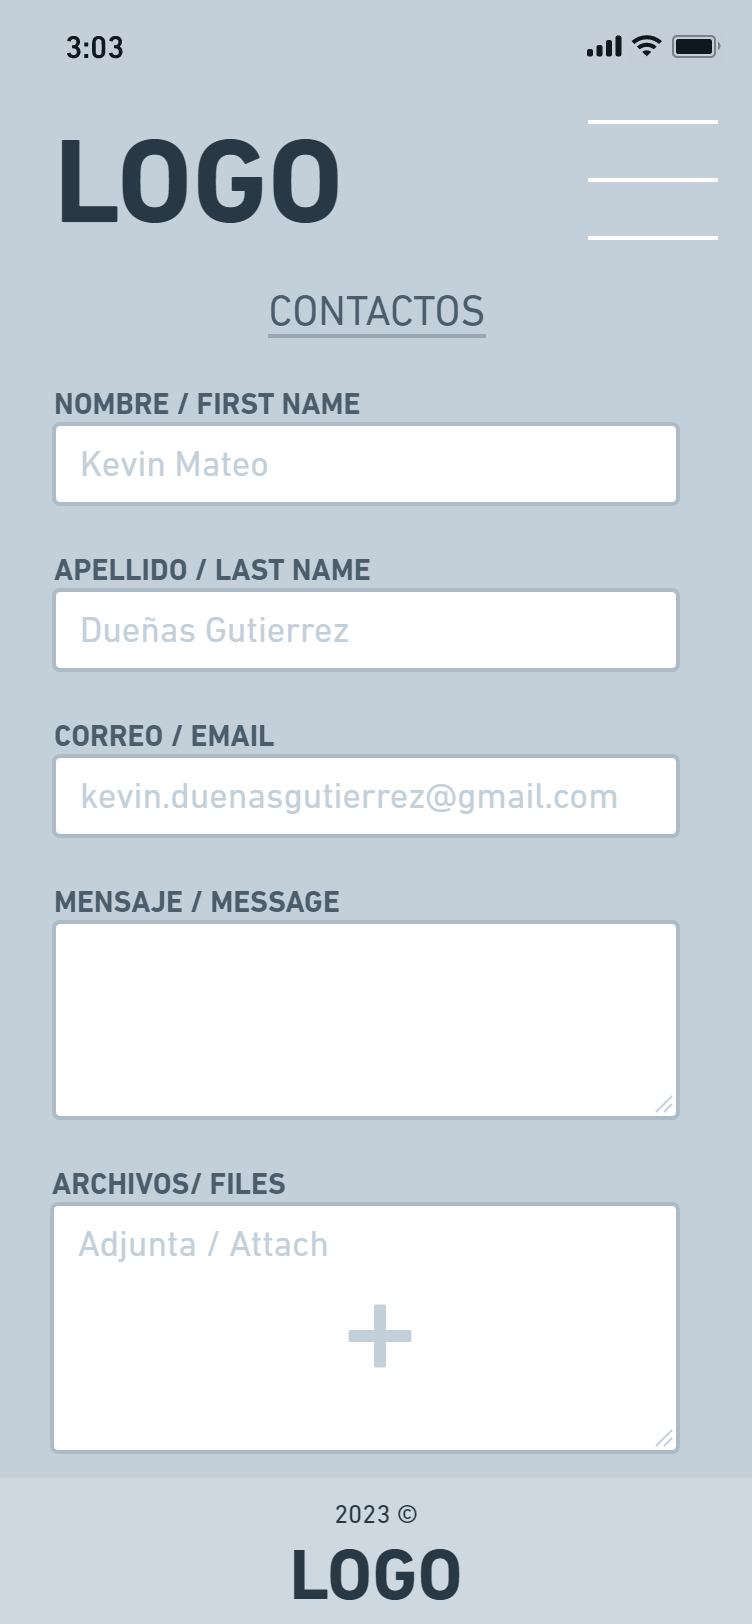 3:03
LOGO
CONTACTOS
NOMBRE / FIRST NAME
Kevin Mateo
APELLIDO / LAST NAME
Dueñas Gutierrez
CORREO / EMAIL
kevin.duenasgutierrez@gmail.com
MENSAJE / MESSAGE
ARCHIVOS/ FILES
Adjunta / Attach
2023 ©
LOGO